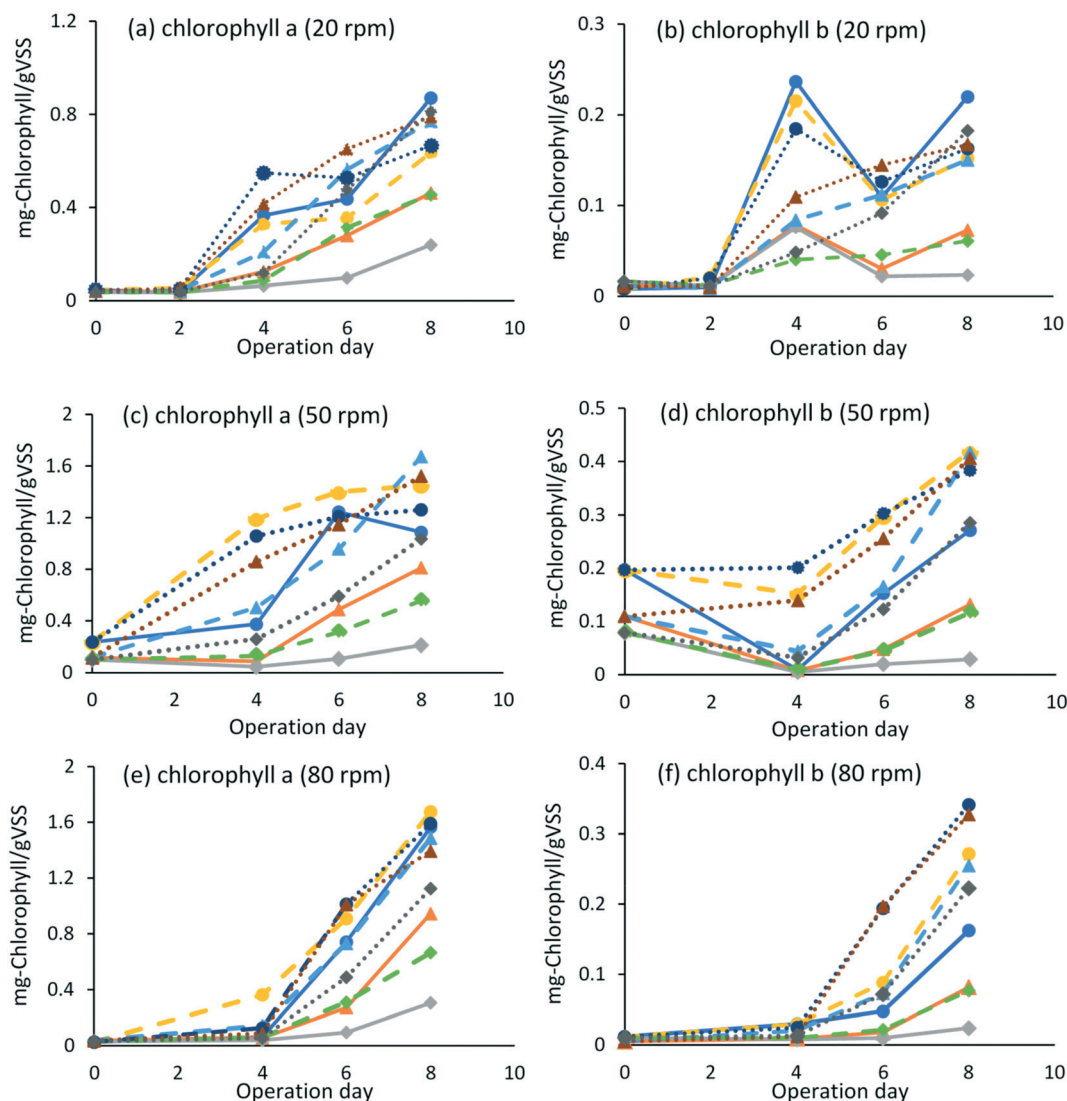 (a) chlorophyll a (20 rpm)
mg-Chlorophyll/gVSS
1.2
0.8
0.4
0
0 2 4 6 8 10
Operation day
(b) chlorophyll b (20 rpm)
mg-Chlorophyll/gVSS
0.3
0.2
0.1
0
0 2 4 6 8 10
Operation day
(c) chlorophyll a (50 rpm)
mg-Chlorophyll/gVSS
2
1.6
1.2
0.8
0.4
0
0 2 4 6 8 10
Operation day
(d) chlorophyll b (50 rpm)
mg-Chlorophyll/gVSS
0.5
0.4
0.3
0.2
0.1
0
0 2 4 6 8 10
Operation day
(e) chlorophyll a (80 rpm)
mg-Chlorophyll/gVSS
2
1.6
1.2
0.8
0.4
0
0 2 4 6 8 10
Operation day
(f) chlorophyll b (80 rpm)
mg-Chlorophyll/gVSS
0.4
0.3
0.2
0.1
0
0 2 4 6 8 10
Operation day